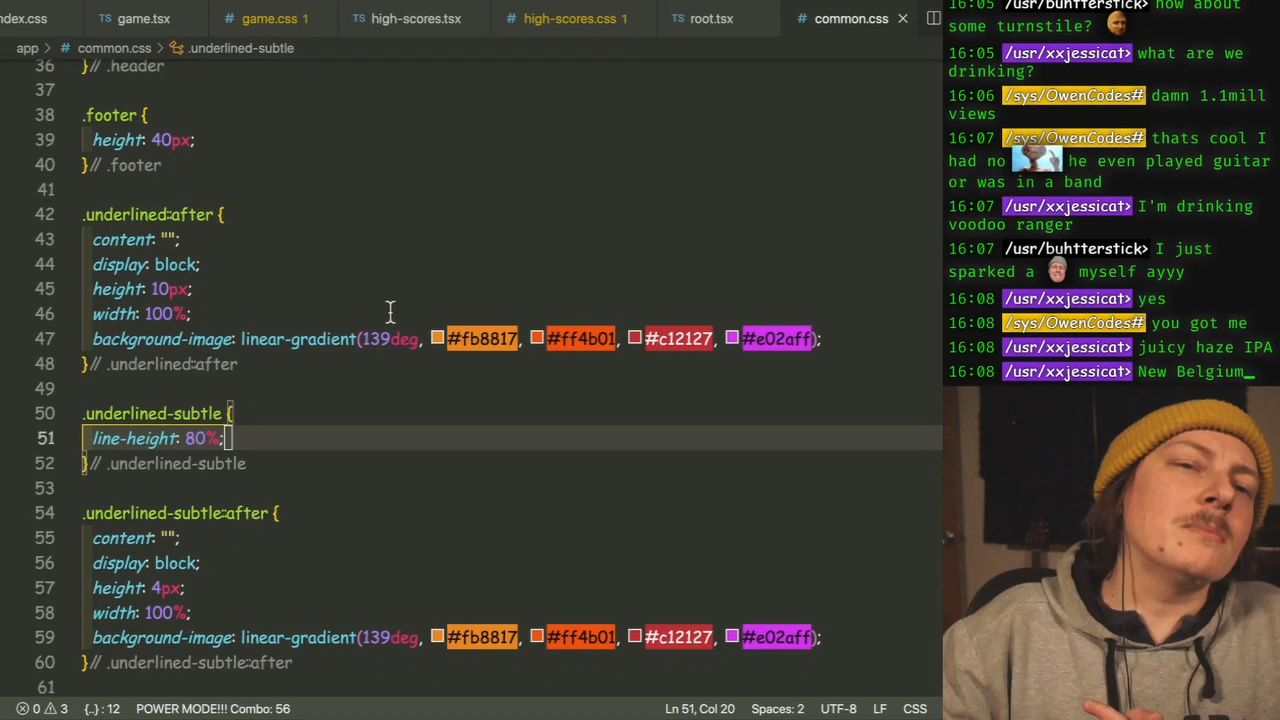 ndex.css
TS game.tsx
# game.css 1
TS high-scores.tsx
# high-scores.css 1
TS root.tsx
# common.css
app > # common.css > .underlined-subtle
36 }// .header
37
38 .footer {
39 height: 40px;
40 }// .footer
41
42 .underlined::after {
43 content: "";
44 display: block;
45 height: 10px;
46 width: 100%;
47 background-image: linear-gradient(139deg, #fb8817, #ff4b01, #c12127, #e02aff);
48 }// .underlined::after
49
50 .underlined-subtle {
51 line-height: 80%;
52 }// .underlined-subtle
53
54 .underlined-subtle::after {
55 content: "";
56 display: block;
57 height: 4px;
58 width: 100%;
59 background-image: linear-gradient(139deg, #fb8817, #ff4b01, #c12127, #e02aff);
60 }// .underlined-subtle::after
61
0 3 {..} : 12 POWER MODE!!! Combo: 56 Ln 51, Col 20 Spaces: 2 UTF-8 LF CSS
16:05 /usr/buhtterstick> how about
some turnstile?
16:05 /usr/xxjessicat> what are we
drinking?
16:06 /sys/OwenCodes# damn 1.1mill
views
16:07 /sys/OwenCodes# thats cool I
had no he even played guitar
or was in a band
16:07 /usr/xxjessicat> I'm drinking
voodoo ranger
16:07 /usr/buhtterstick> I just
sparked a myself ayyy
16:08 /usr/xxjessicat> yes
16:08 /sys/OwenCodes# you got me
16:08 /usr/xxjessicat> juicy haze IPA
16:08 /usr/xxjessicat> New Belgium_